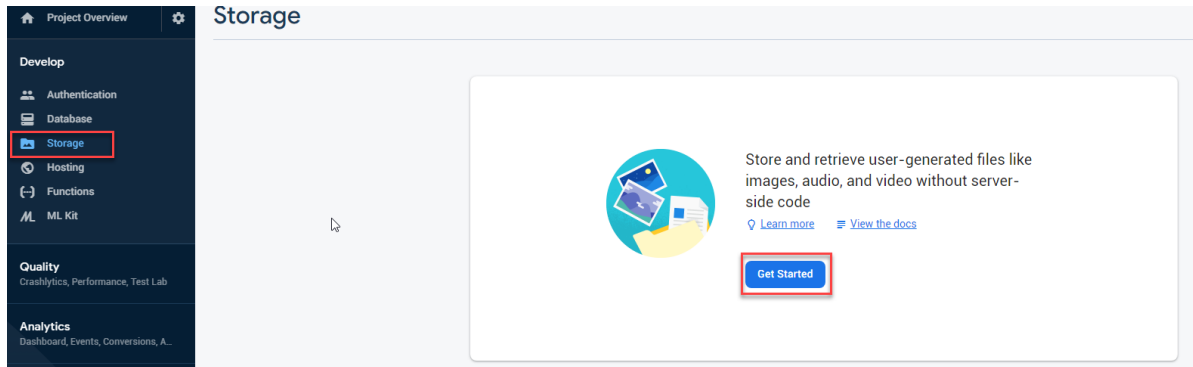 Project Overview
Storage
Develop
Authentication
Database
Storage
Hosting
Functions
ML Kit
Quality
Crashlytics, Performance, Test Lab
Analytics
Dashboard, Events, Conversions, A...
Store and retrieve user-generated files like
images, audio, and video without server-
side code
Learn more View the docs
Get Started